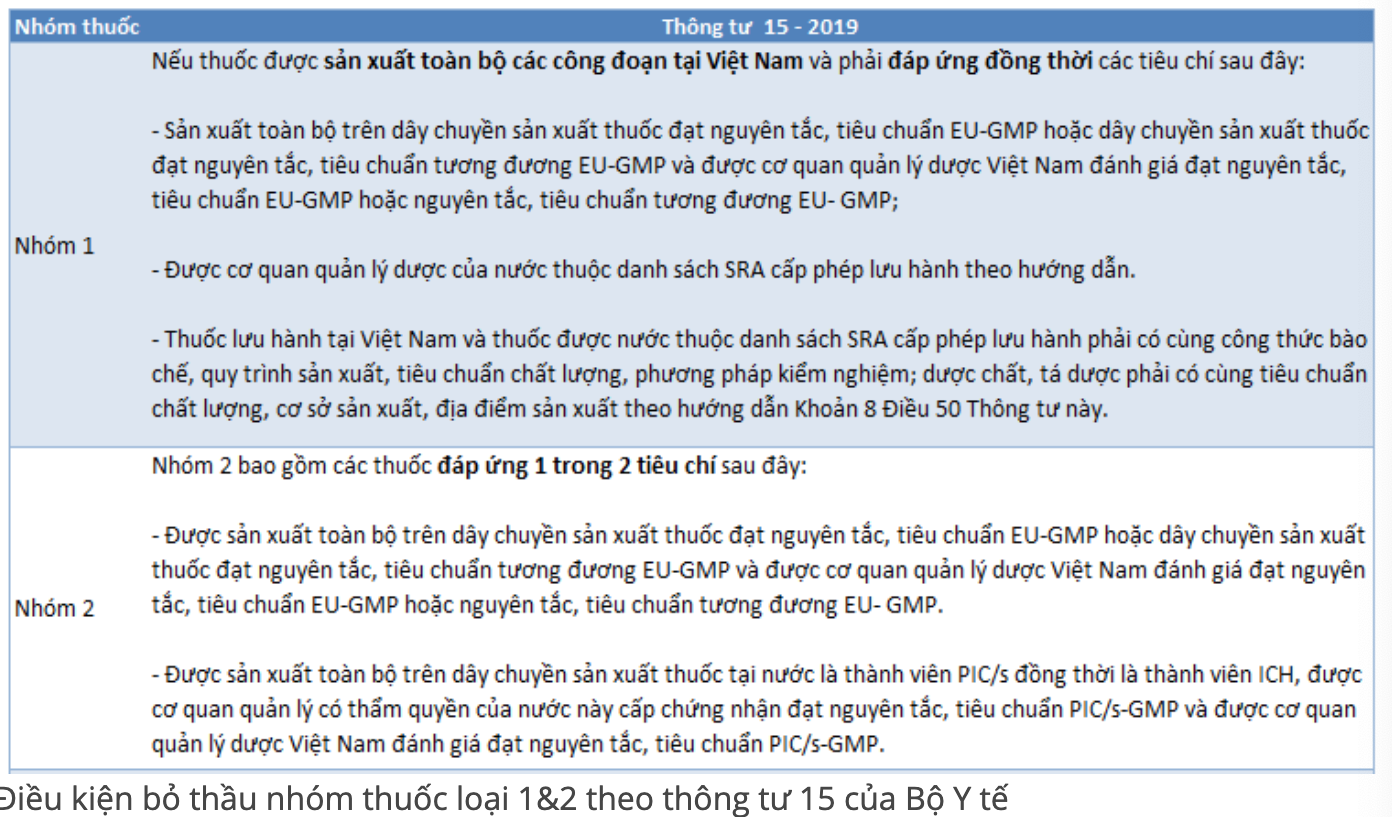 Nhóm thuốc
Thông tư 15 - 2019
Nếu thuốc được sản xuất toàn bộ các công đoạn tại Việt Nam và phải đáp ứng đồng thời các tiêu chí sau đây:
- Sản xuất toàn bộ trên dây chuyền sản xuất thuốc đạt nguyên tắc, tiêu chuẩn EU-GMP hoặc dây chuyền sản xuất thuốc
đạt nguyên tắc, tiêu chuẩn tương đương EU-GMP và được cơ quan quản lý dược Việt Nam đánh giá đạt nguyên tắc,
tiêu chuẩn EU-GMP hoặc nguyên tắc, tiêu chuẩn tương đương EU- GMP;
Nhóm 1
- Được cơ quan quản lý dược của nước thuộc danh sách SRA cấp phép lưu hành theo hướng dẫn.
- Thuốc lưu hành tại Việt Nam và thuốc được nước thuộc danh sách SRA cấp phép lưu hành phải có cùng công thức bào
chế, quy trình sản xuất, tiêu chuẩn chất lượng, phương pháp kiểm nghiệm; dược chất, tá dược phải có cùng tiêu chuẩn
chất lượng, cơ sở sản xuất, địa điểm sản xuất theo hướng dẫn Khoản 8 Điều 50 Thông tư này.
Nhóm 2 bao gồm các thuốc đáp ứng 1 trong 2 tiêu chí sau đây:
- Được sản xuất toàn bộ trên dây chuyền sản xuất thuốc đạt nguyên tắc, tiêu chuẩn EU-GMP hoặc dây chuyền sản xuất
thuốc đạt nguyên tắc, tiêu chuẩn tương đương EU-GMP và được cơ quan quản lý dược Việt Nam đánh giá đạt nguyên
tắc, tiêu chuẩn EU-GMP hoặc nguyên tắc, tiêu chuẩn tương đương EU- GMP.
Nhóm 2
- Được sản xuất toàn bộ trên dây chuyền sản xuất thuốc tại nước là thành viên PIC/s đồng thời là thành viên ICH, được
cơ quan quản lý có thẩm quyền của nước này cấp chứng nhận đạt nguyên tắc, tiêu chuẩn PIC/s-GMP và được cơ quan
quản lý dược Việt Nam đánh giá đạt nguyên tắc, tiêu chuẩn PIC/s-GMP.
Điều kiện bỏ thầu nhóm thuốc loại 1&2 theo thông tư 15 của Bộ Y tế